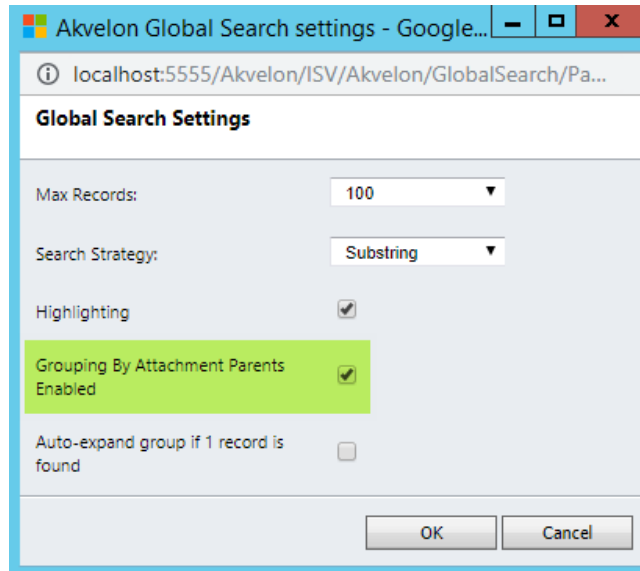 Akvelon Global Search settings - Google...
localhost:5555/Akvelon/ISV/Akvelon/GlobalSearch/Pa...
Global Search Settings
Max Records: 100
Search Strategy: Substring
Highlighting
Grouping By Attachment Parents
Enabled
Auto-expand group if 1 record is
found
OK Cancel